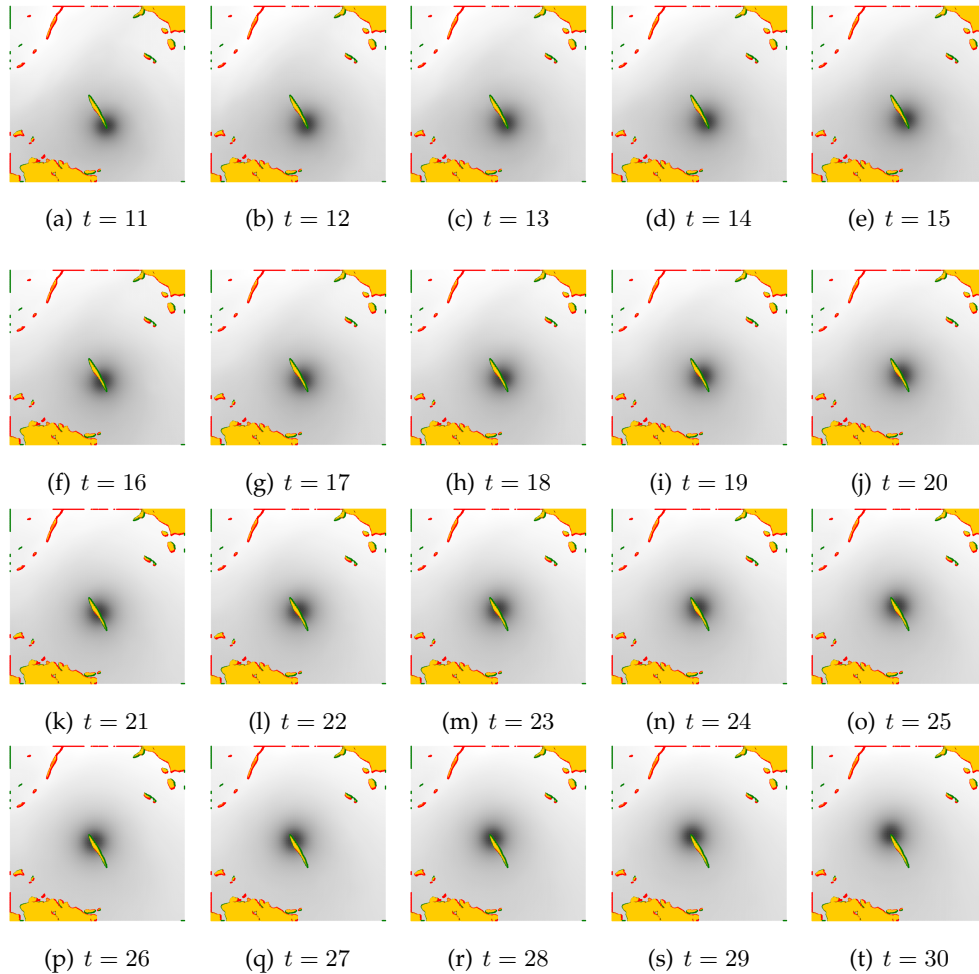 (a) t = 11 (b) t = 12 (c) t = 13 (d) t = 14 (e) t = 15
(f) t = 16 (g) t = 17 (h) t = 18 (i) t = 19 (j) t = 20
(k) t = 21 (l) t = 22 (m) t = 23 (n) t = 24 (o) t = 25
(p) t = 26 (q) t = 27 (r) t = 28 (s) t = 29 (t) t = 30